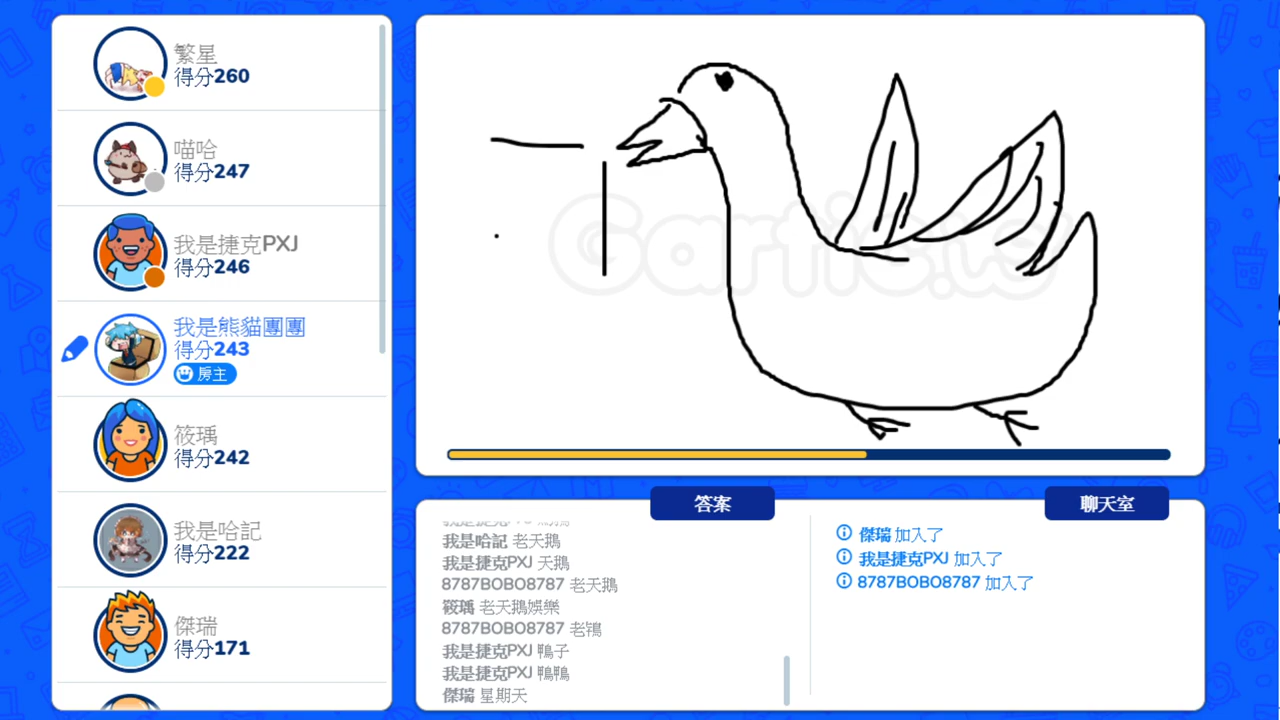 繁星
得分260
喵哈
得分247
我是捷克PXJ
得分246
我是熊貓團團
得分243
房主
筱瑀
得分242
我是哈記
得分222
傑瑞
得分171
Gartic.io
答案
我是哈記 老天鵝
我是捷克PXJ 天鵝
8787BOBO8787 老天鵝
筱瑀 老天鵝娛樂
8787BOBO8787 老鴇
我是捷克PXJ 鴨子
我是捷克PXJ 鴨鴨
傑瑞 星期天
聊天室
傑瑞 加入了
我是捷克PXJ 加入了
8787BOBO8787 加入了